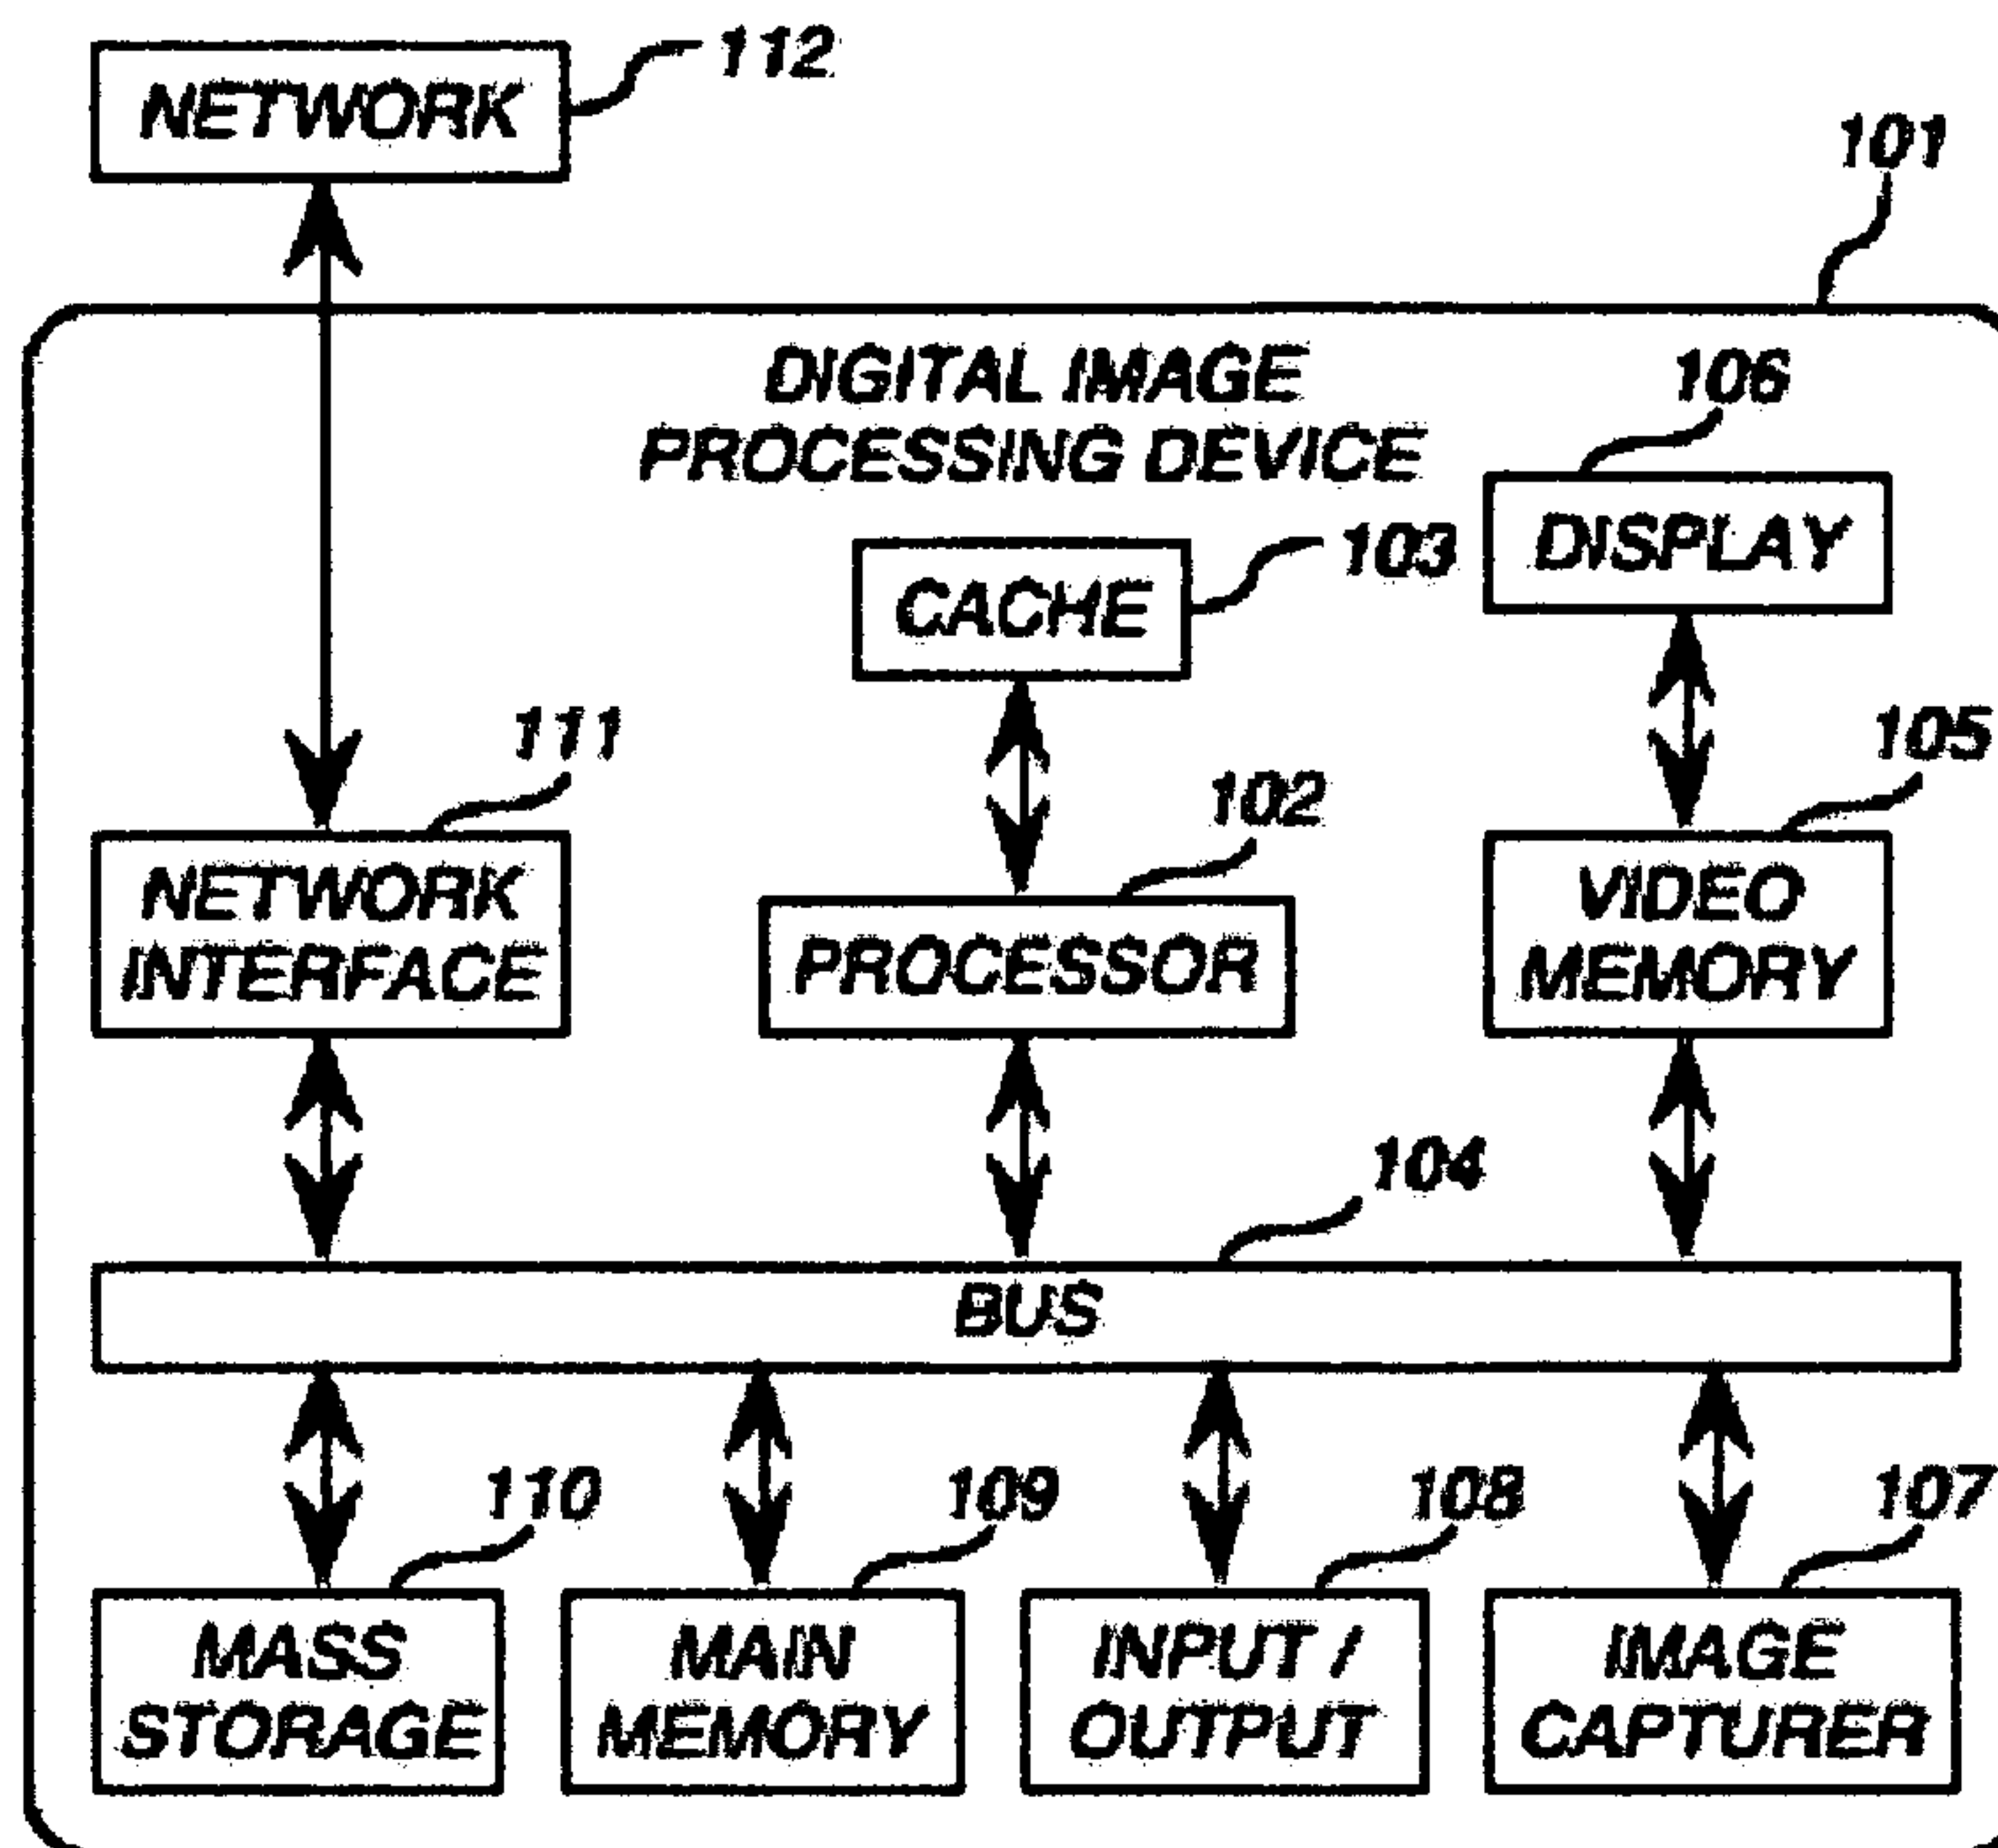 NETWORK
112
101
DIGITAL IMAGE
PROCESSING DEVICE
106
DISPLAY
CACHE
103
111
102
105
NETWORK
INTERFACE
PROCESSOR
VIDEO
MEMORY
104
BUS
110
109
108
107
MASS
STORAGE
MAIN
MEMORY
INPUT /
OUTPUT
IMAGE
CAPTURER